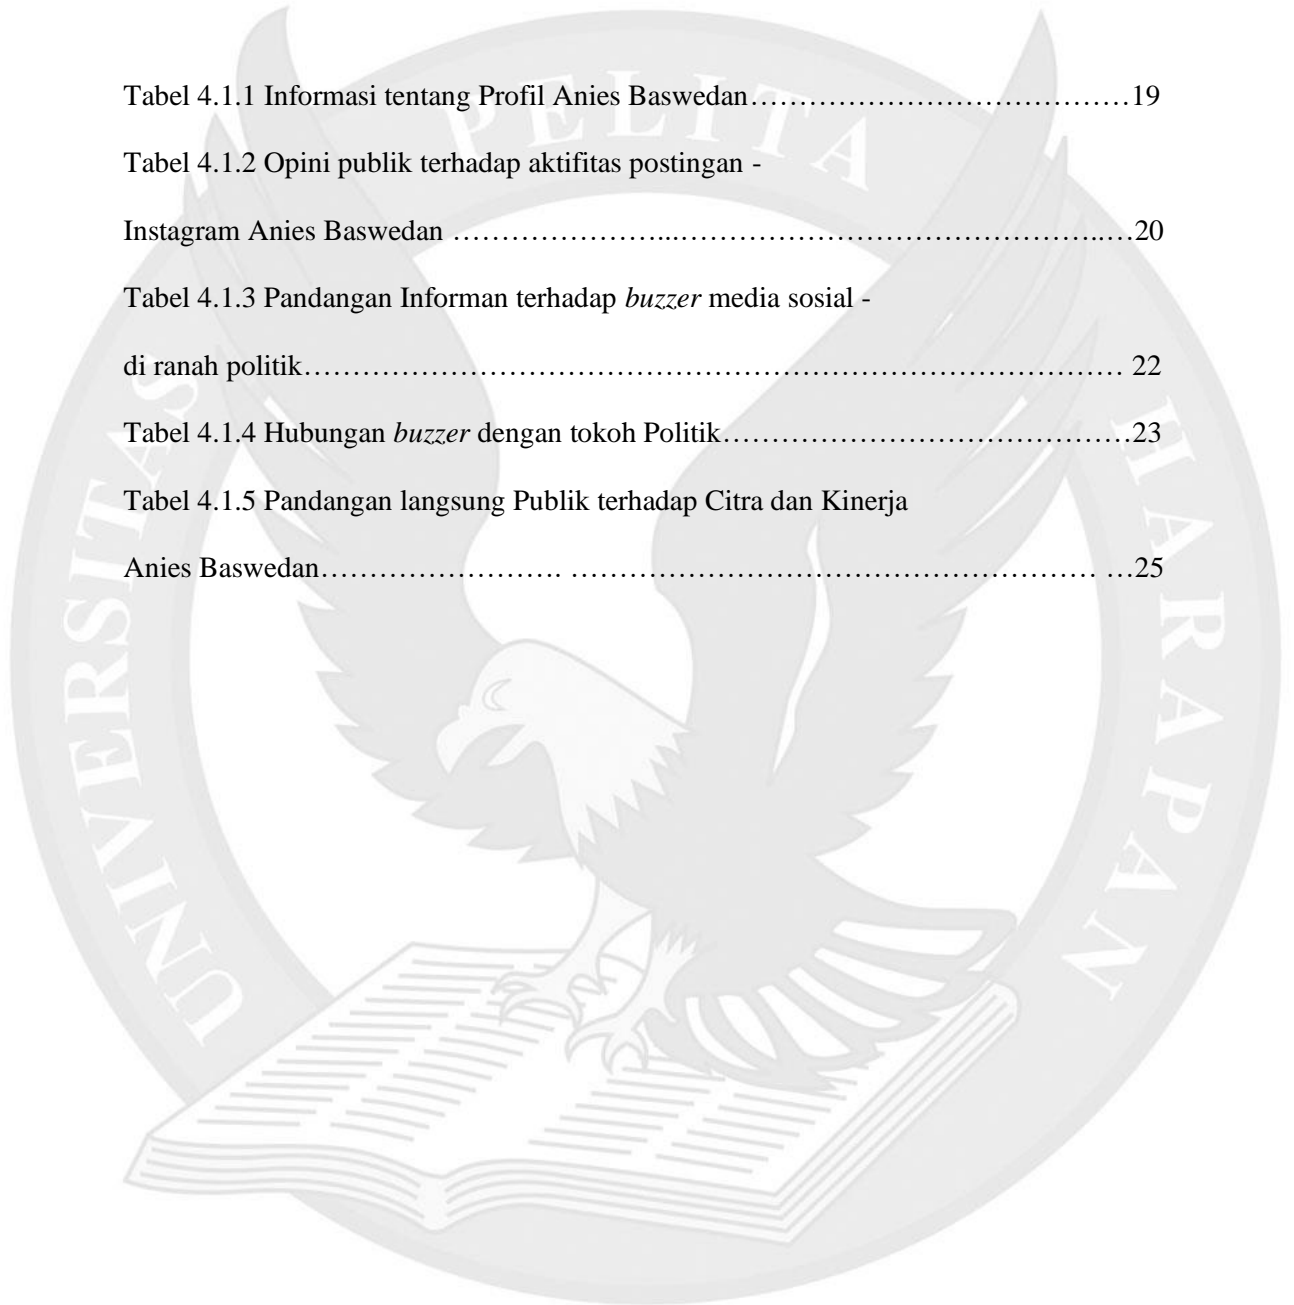 UNIVERSITAS PELITA HARAPAN
Tabel 4.1.1 Informasi tentang Profil Anies Baswedan…………………………………19
Tabel 4.1.2 Opini publik terhadap aktifitas postingan -
Instagram Anies Baswedan …………………...……………………………………..…20
Tabel 4.1.3 Pandangan Informan terhadap buzzer media sosial -
di ranah politik………………………………………………………………………… 22
Tabel 4.1.4 Hubungan buzzer dengan tokoh Politik……………………………………23
Tabel 4.1.5 Pandangan langsung Publik terhadap Citra dan Kinerja
Anies Baswedan……………………. ……………………………………………… …25